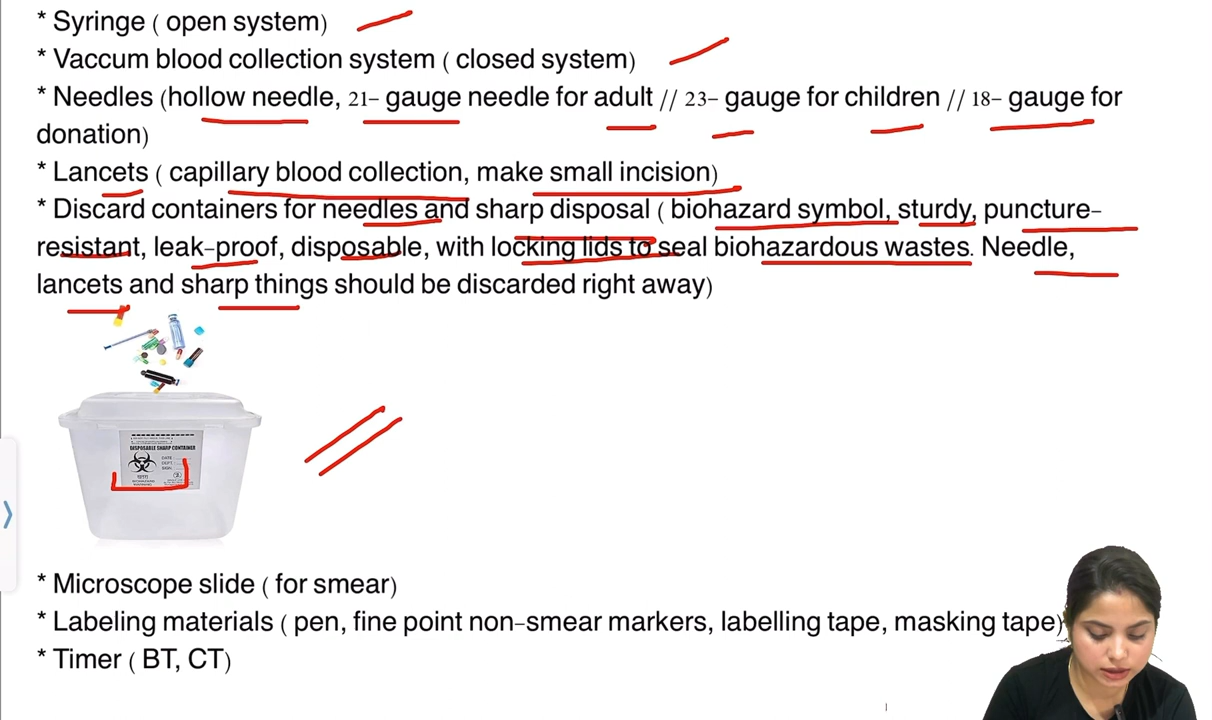 * Syringe ( open system)
* Vaccum blood collection system ( closed system)
* Needles (hollow needle, 21- gauge needle for adult // 23- gauge for children // 18- gauge for
donation)
* Lancets ( capillary blood collection, make small incision)
* Discard containers for needles and sharp disposal ( biohazard symbol, sturdy, puncture-
resistant, leak-proof, disposable, with locking lids to seal biohazardous wastes. Needle,
lancets and sharp things should be discarded right away)
DISPOSABLE SHARP CONTAINER
* Microscope slide ( for smear)
* Labeling materials ( pen, fine point non-smear markers, labelling tape, masking tape)
* Timer ( BT, CT)